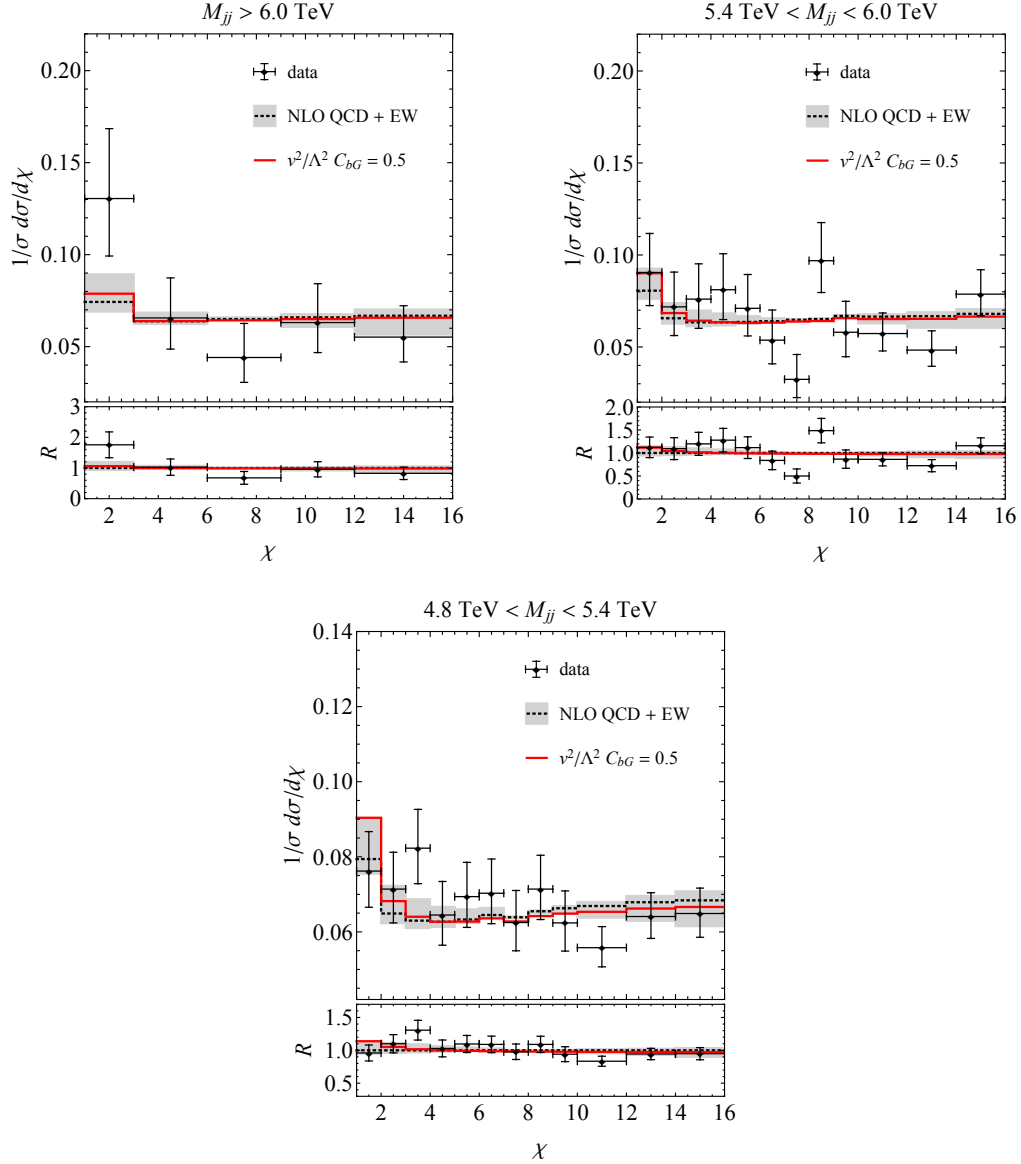 M_jj > 6.0 TeV
0.20
0.15
0.10
0.05
1/σ dσ/dχ
data
NLO QCD + EW
v²/Λ² C_bG = 0.5
3
2
1
0
R
2 4 6 8 10 12 14 16
χ
5.4 TeV < M_jj < 6.0 TeV
0.20
0.15
0.10
0.05
1/σ dσ/dχ
data
NLO QCD + EW
v²/Λ² C_bG = 0.5
2.0
1.5
1.0
0.5
0
R
2 4 6 8 10 12 14 16
χ
4.8 TeV < M_jj < 5.4 TeV
0.14
0.12
0.10
0.08
0.06
1/σ dσ/dχ
data
NLO QCD + EW
v²/Λ² C_bG = 0.5
1.5
1.0
0.5
R
2 4 6 8 10 12 14 16
χ